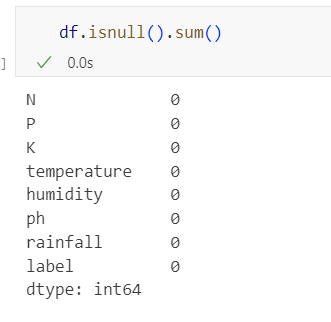 df.isnull().sum()
] ✓ 0.0s
N 0
P 0
K 0
temperature 0
humidity 0
ph 0
rainfall 0
label 0
dtype: int64